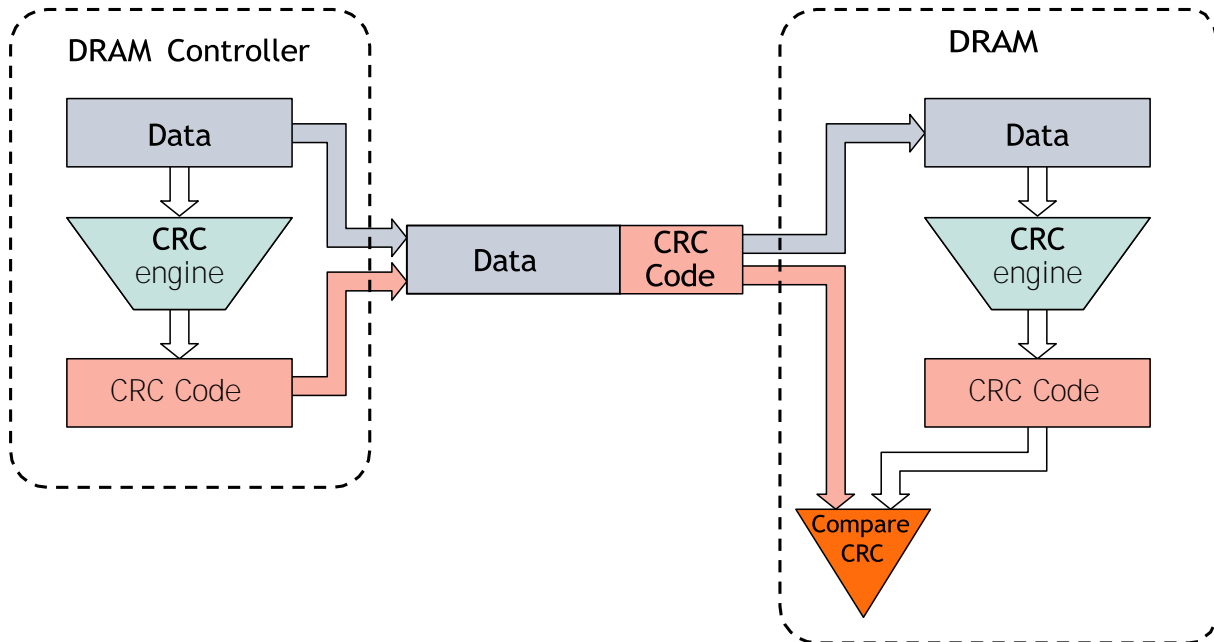 DRAM Controller
Data
CRC
engine
CRC Code
Data
CRC
Code
DRAM
Data
CRC
engine
CRC Code
Compare
CRC